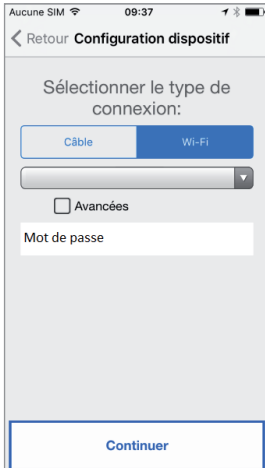 Aucune SIM 09:37
Retour Configuration dispositif
Sélectionner le type de
connexion:
Câble Wi-Fi
Avancées
Mot de passe
Continuer